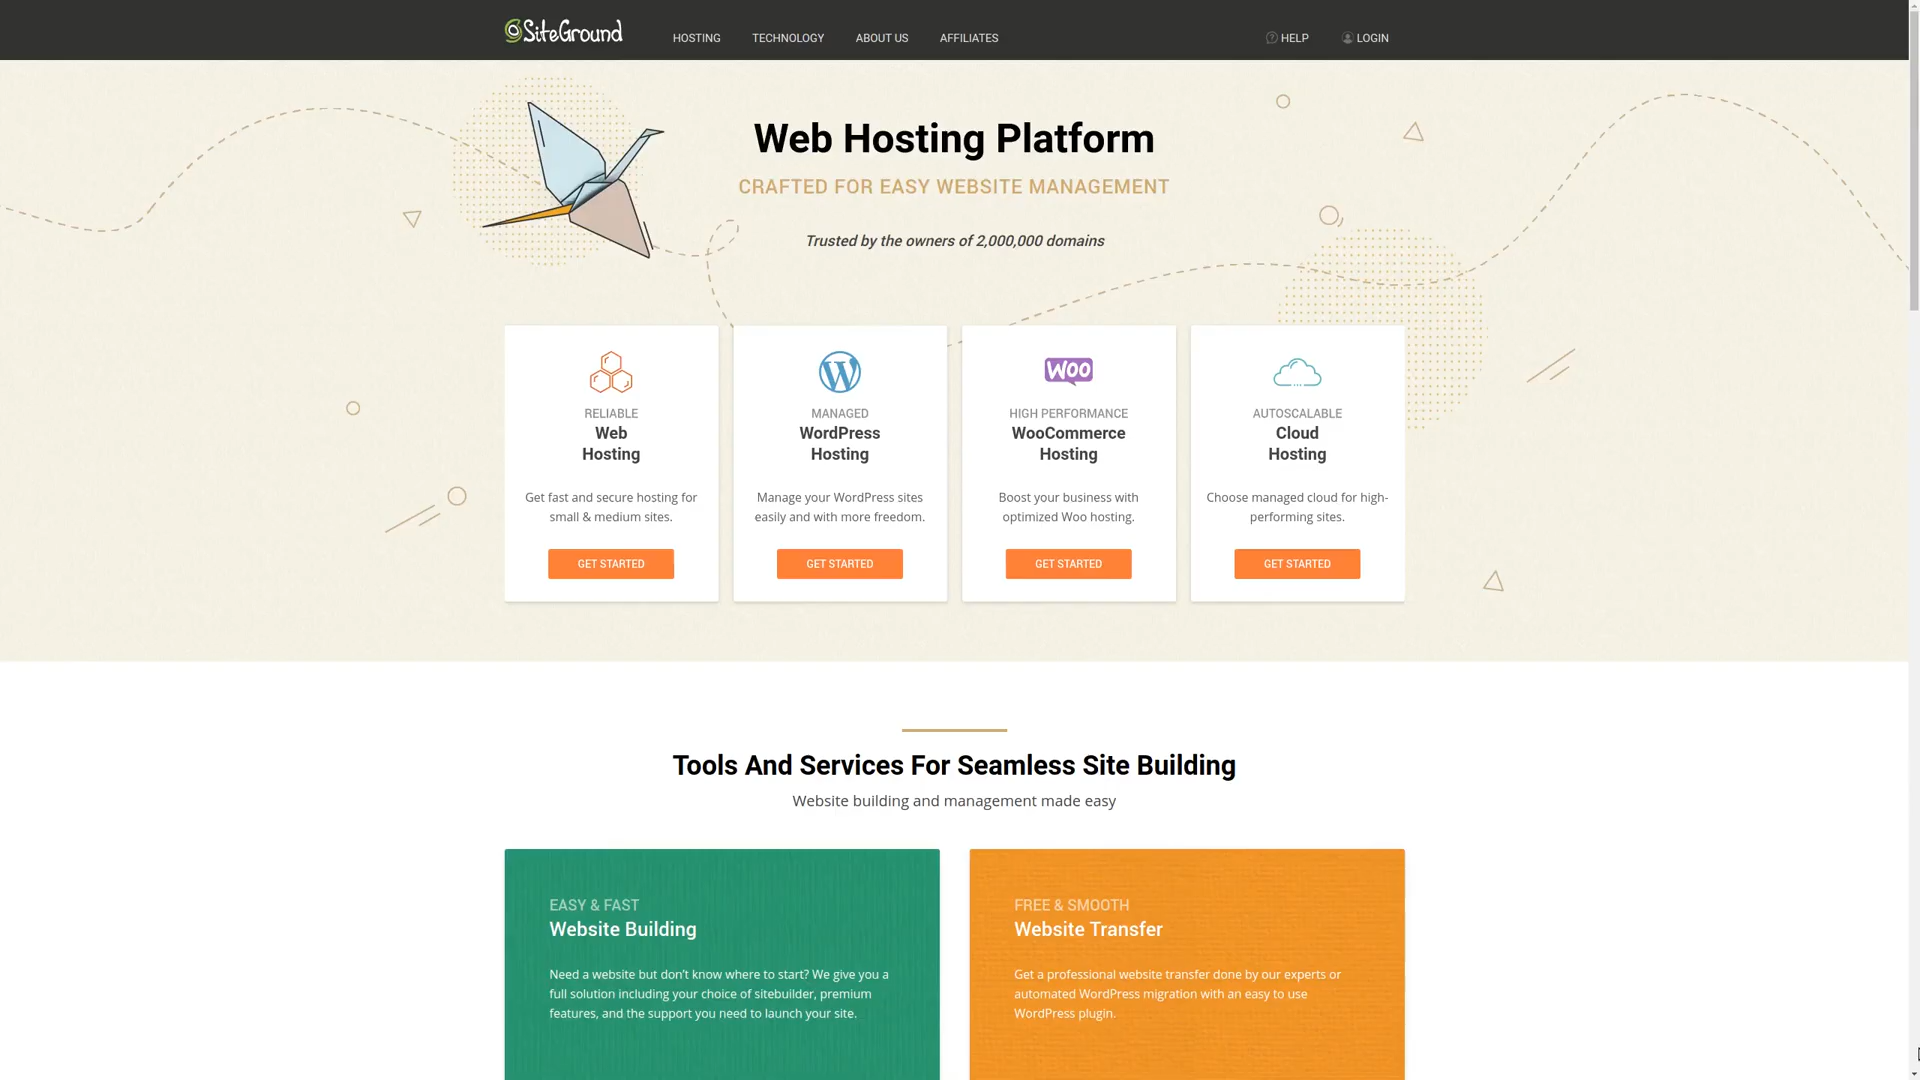 SiteGround
HOSTING
TECHNOLOGY
ABOUT US
AFFILIATES
HELP
LOGIN
Web Hosting Platform
CRAFTED FOR EASY WEBSITE MANAGEMENT
Trusted by the owners of 2,000,000 domains
RELIABLE
Web
Hosting
Get fast and secure hosting for
small & medium sites.
GET STARTED
MANAGED
WordPress
Hosting
Manage your WordPress sites
easily and with more freedom.
GET STARTED
WOO
HIGH PERFORMANCE
WooCommerce
Hosting
Boost your business with
optimized Woo hosting.
GET STARTED
AUTOSCALABLE
Cloud
Hosting
Choose managed cloud for high-
performing sites.
GET STARTED
Tools And Services For Seamless Site Building
Website building and management made easy
EASY & FAST
Website Building
Need a website but don't know where to start? We give you a
full solution including your choice of sitebuilder, premium
features, and the support you need to launch your site.
FREE & SMOOTH
Website Transfer
Get a professional website transfer done by our experts or
automated WordPress migration with an easy to use
WordPress plugin.